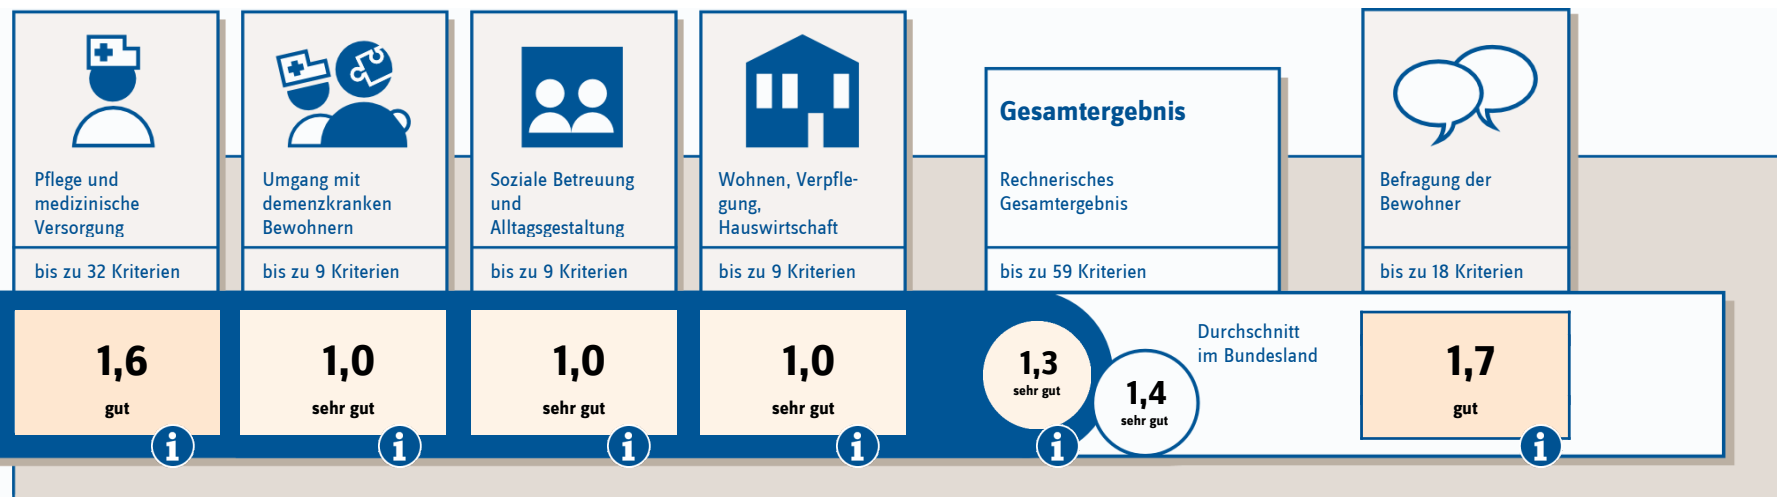 Pflege und
medizinische
Versorgung
bis zu 32 Kriterien
1,6
gut
Umgang mit
demenzkranken
Bewohnern
bis zu 9 Kriterien
1,0
sehr gut
Soziale Betreuung
und
Alltagsgestaltung
bis zu 9 Kriterien
1,0
sehr gut
Wohnen, Verpfle-
gung,
Hauswirtschaft
bis zu 9 Kriterien
1,0
sehr gut
Gesamtergebnis
Rechnerisches
Gesamtergebnis
bis zu 59 Kriterien
1,3
sehr gut
Durchschnitt
im Bundesland
1,4
sehr gut
Befragung der
Bewohner
bis zu 18 Kriterien
1,7
gut